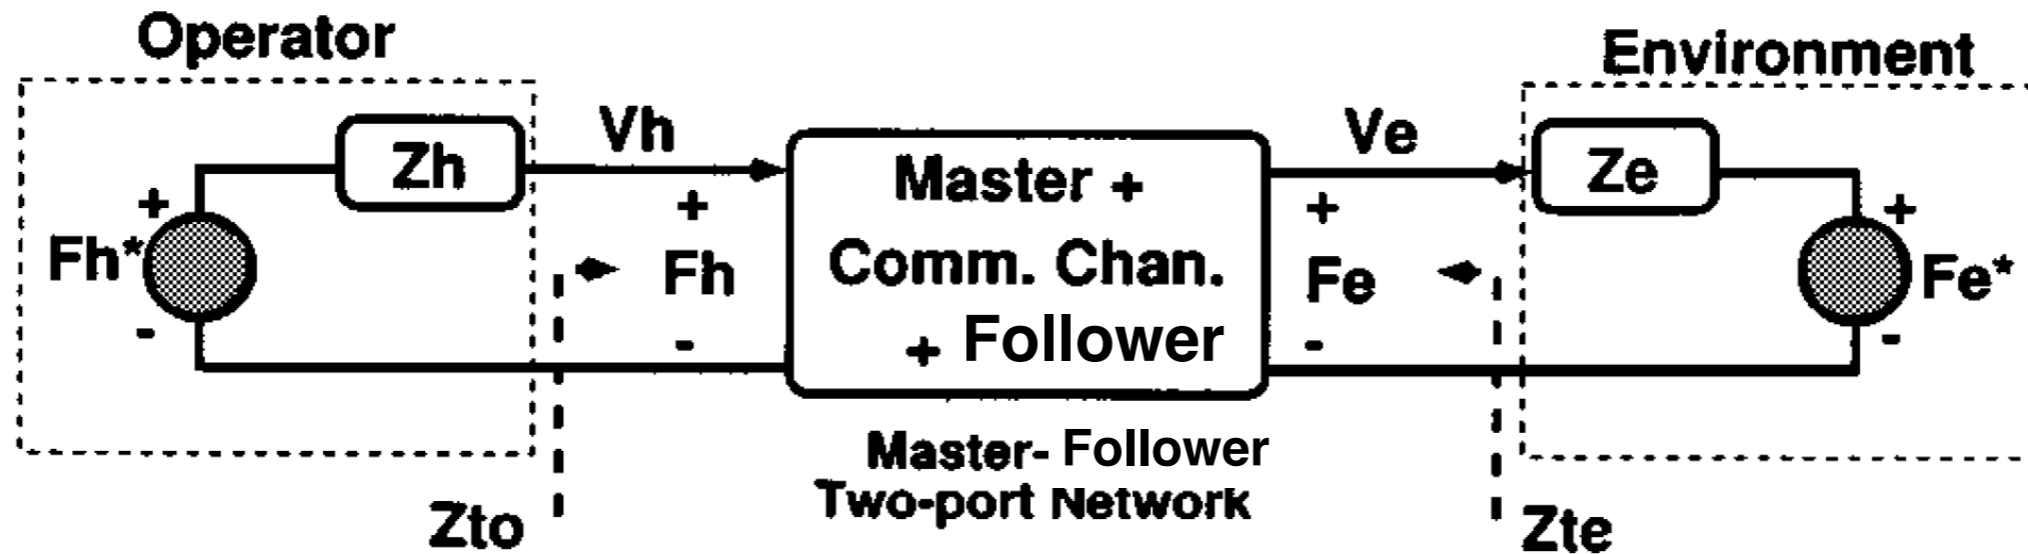 Operator
Environment
Vh
Ve
Zh
Ze
Master +
+
+
+
+
Fh*
Fh
Comm. Chan.
Fe
Fe*
+ Follower
-
-
-
-
Master- Follower
Two-port Network
Zto
Zte